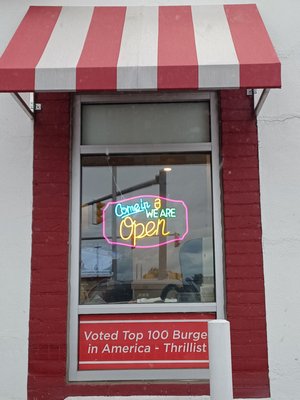 Come in
WE ARE
Open
Voted Top 100 Burge
in America - Thrillist